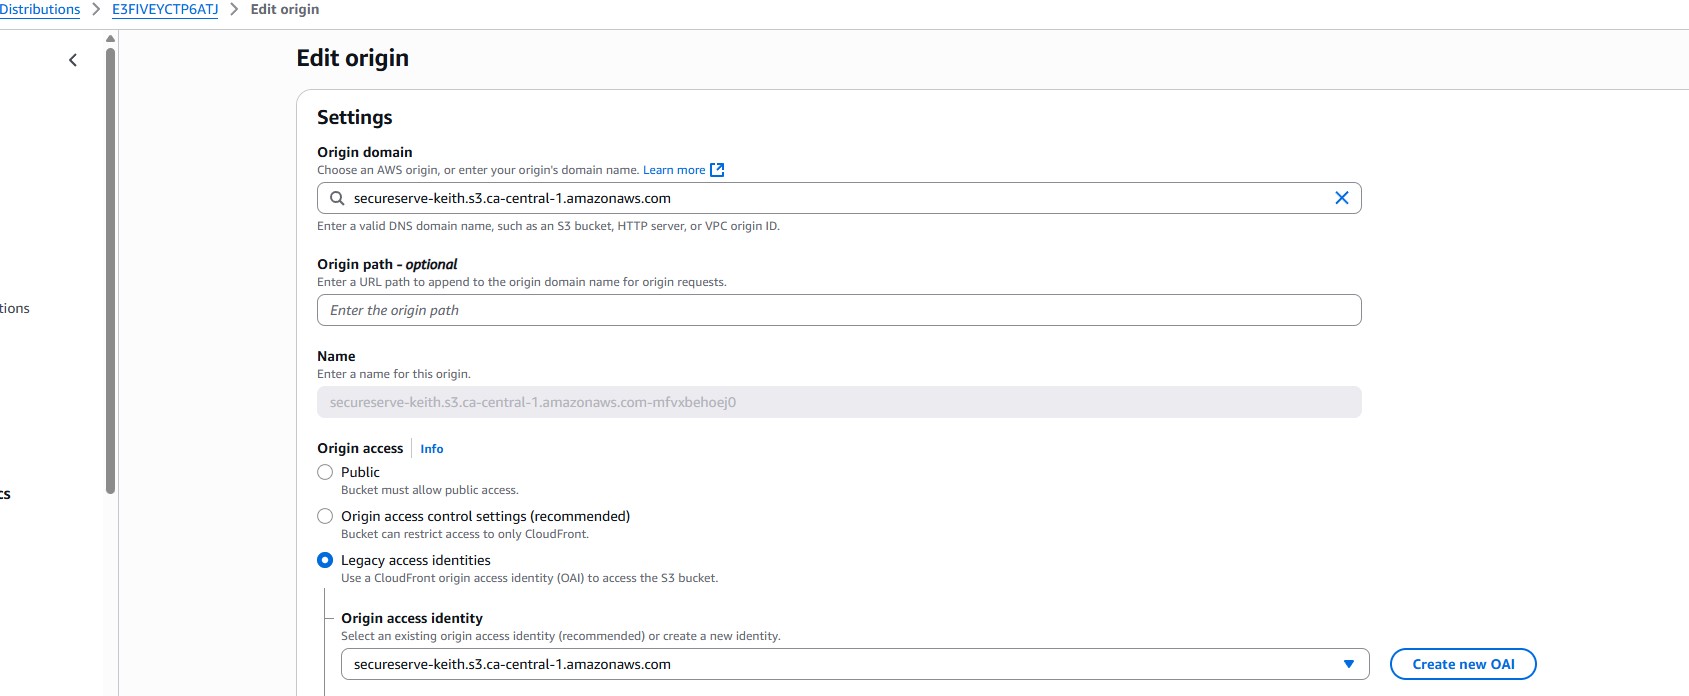 Distributions > E3FIVEYCTP6ATJ > Edit origin
Edit origin
Settings
Origin domain
Choose an AWS origin, or enter your origin's domain name. Learn more
secureserve-keith.s3.ca-central-1.amazonaws.com
Enter a valid DNS domain name, such as an S3 bucket, HTTP server, or VPC origin ID.
Origin path - optional
Enter a URL path to append to the origin domain name for origin requests.
tions
Enter the origin path
Name
Enter a name for this origin.
secureserve-keith.s3.ca-central-1.amazonaws.com-mfvxbehoej0
Origin access | Info
Public
Bucket must allow public access.
cs
Origin access control settings (recommended)
Bucket can restrict access to only CloudFront.
Legacy access identities
Use a CloudFront origin access identity (OAI) to access the S3 bucket.
Origin access identity
Select an existing origin access identity (recommended) or create a new identity.
secureserve-keith.s3.ca-central-1.amazonaws.com
Create new OAI